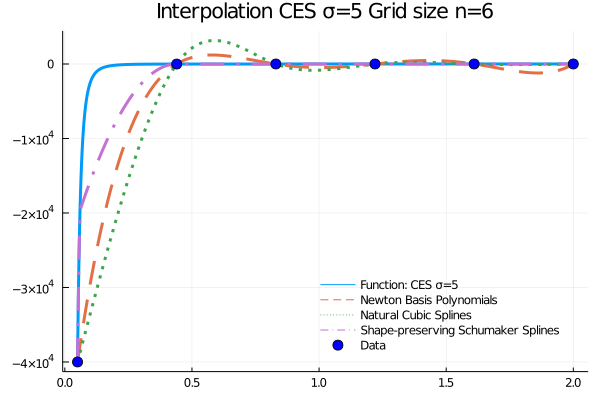 Interpolation CES σ=5 Grid size n=6
0
−1×10⁴
−2×10⁴
−3×10⁴
−4×10⁴
Function: CES σ=5
Newton Basis Polynomials
Natural Cubic Splines
Shape-preserving Schumaker Splines
Data
0.0 0.5 1.0 1.5 2.0